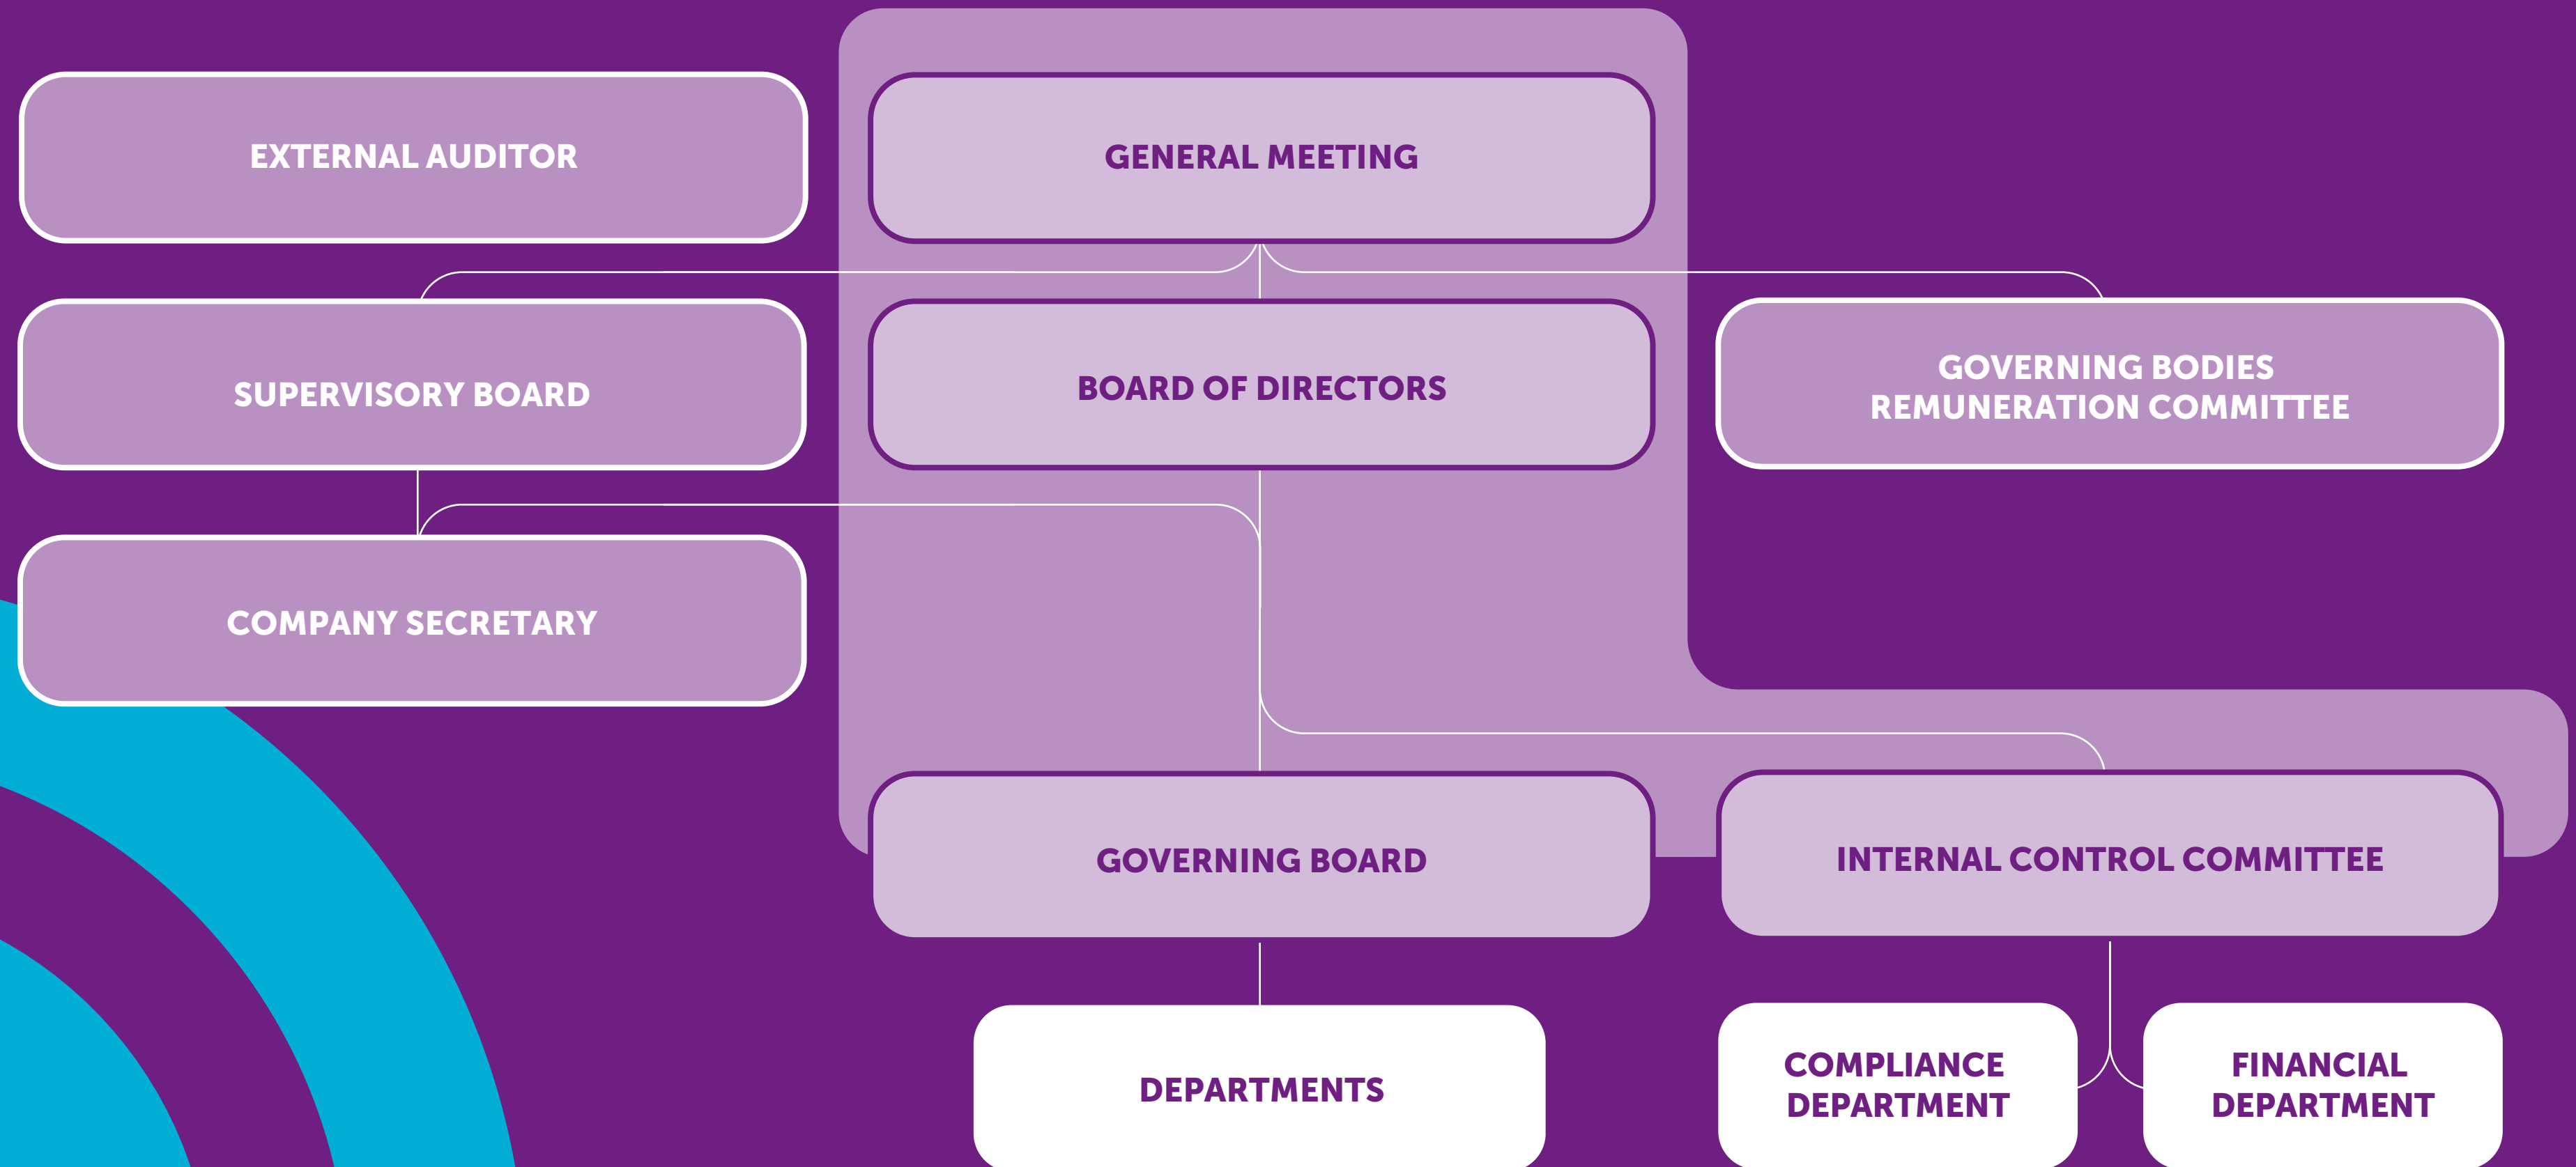 EXTERNAL AUDITOR
GENERAL MEETING
SUPERVISORY BOARD
BOARD OF DIRECTORS
GOVERNING BODIES
REMUNERATION COMMITTEE
COMPANY SECRETARY
GOVERNING BOARD
INTERNAL CONTROL COMMITTEE
DEPARTMENTS
COMPLIANCE
DEPARTMENT
FINANCIAL
DEPARTMENT